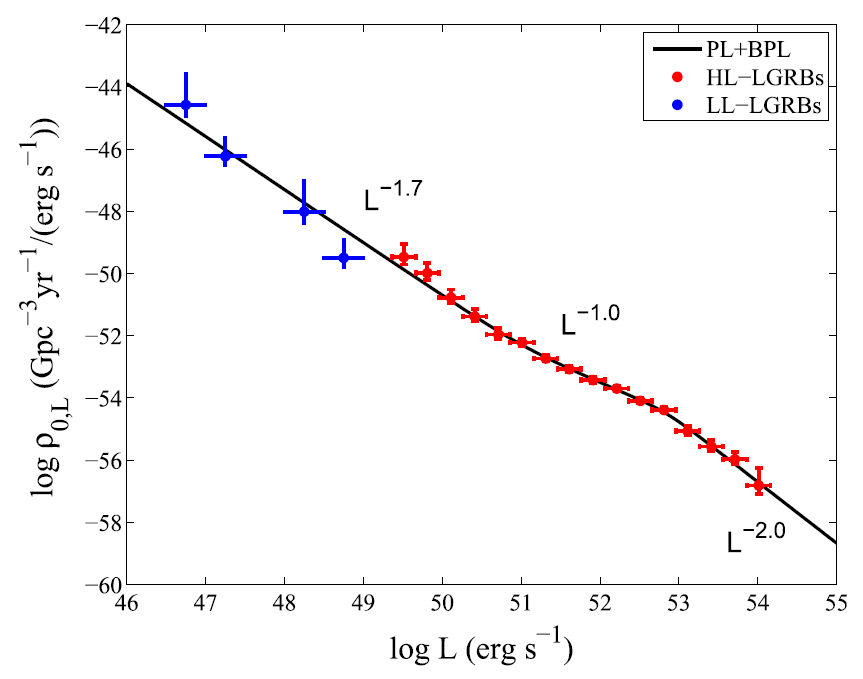 −42
−44
−46
−48
−50
−52
−54
−56
−58
−60
log ρ0,L (Gpc−3yr−1/(erg s−1))
PL+BPL
HL−LGRBs
LL−LGRBs
L−1.7
L−1.0
L−2.0
46 47 48 49 50 51 52 53 54 55
log L (erg s−1)